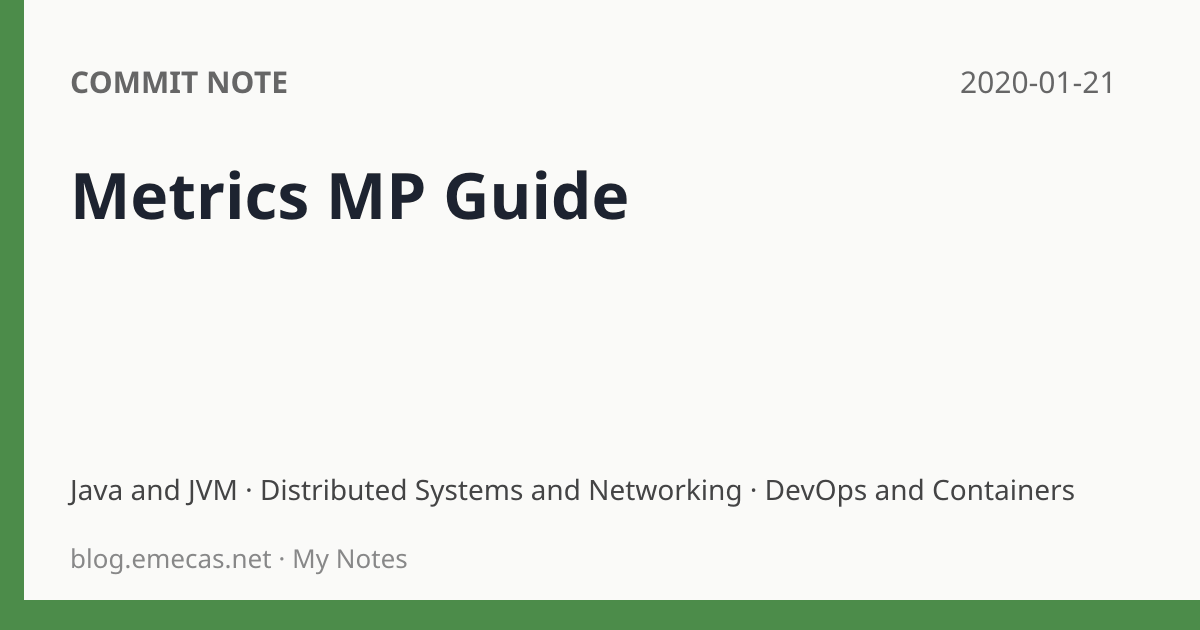 COMMIT NOTE
2020-01-21
Metrics MP Guide
Java and JVM · Distributed Systems and Networking · DevOps and Containers
blog.emecas.net · My Notes